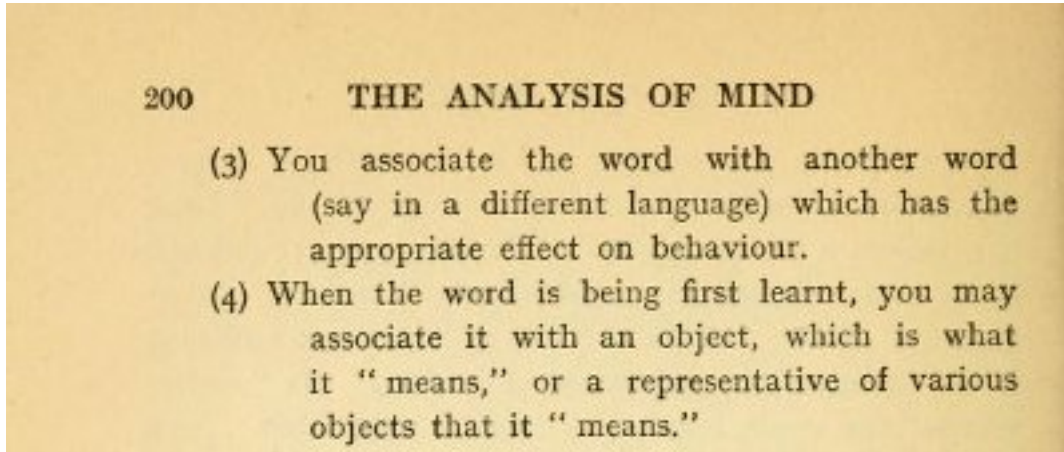 200 THE ANALYSIS OF MIND
(3) You associate the word with another word
(say in a different language) which has the
appropriate effect on behaviour.
(4) When the word is being first learnt, you may
associate it with an object, which is what
it “ means,” or a representative of various
objects that it “ means.”